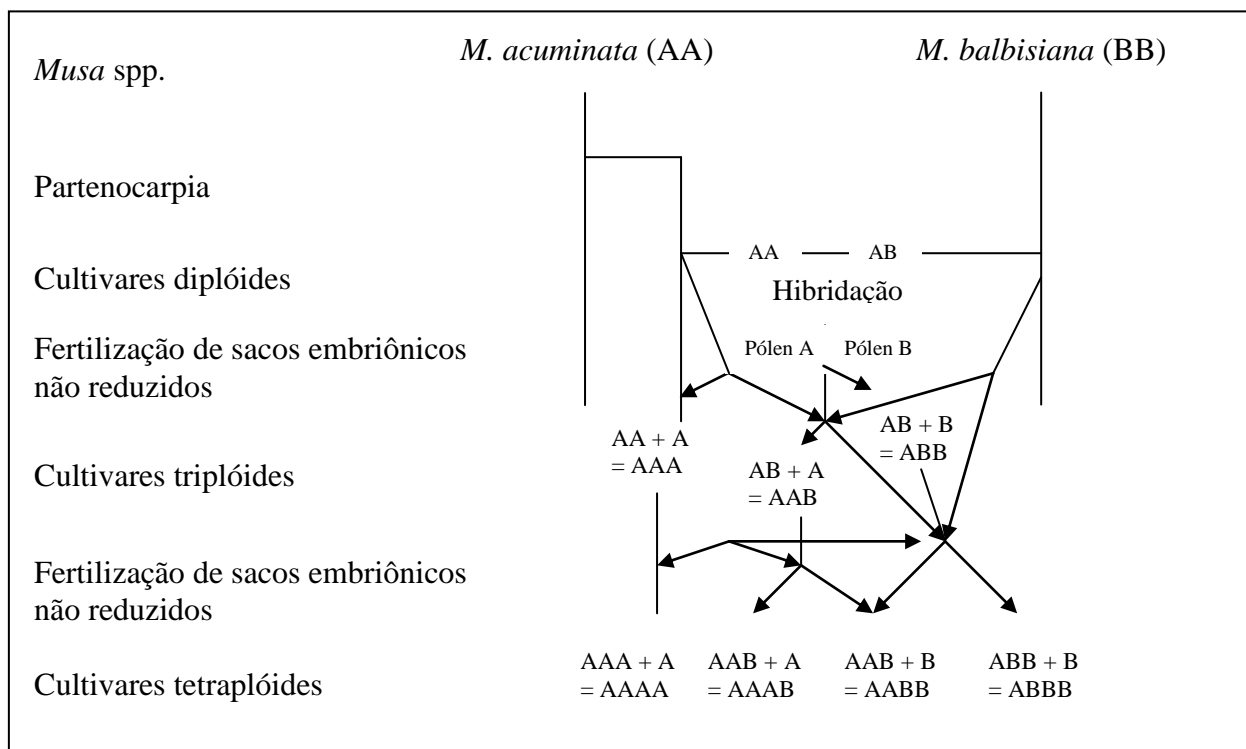 M. acuminata (AA)
M. balbisiana (BB)
Musa spp.
Partenocarpia
AA
AB
Cultivares diplóides
Hibridação
Fertilização de sacos embriônicos
não reduzidos
Pólen A
Pólen B
AA + A
= AAA
AB + A
= AAB
AB + B
= ABB
Cultivares triplóides
Fertilização de sacos embriônicos
não reduzidos
Cultivares tetraplóides
AAA + A
= AAAA
AAB + A
= AAAB
AAB + B
= AABB
ABB + B
= ABBB